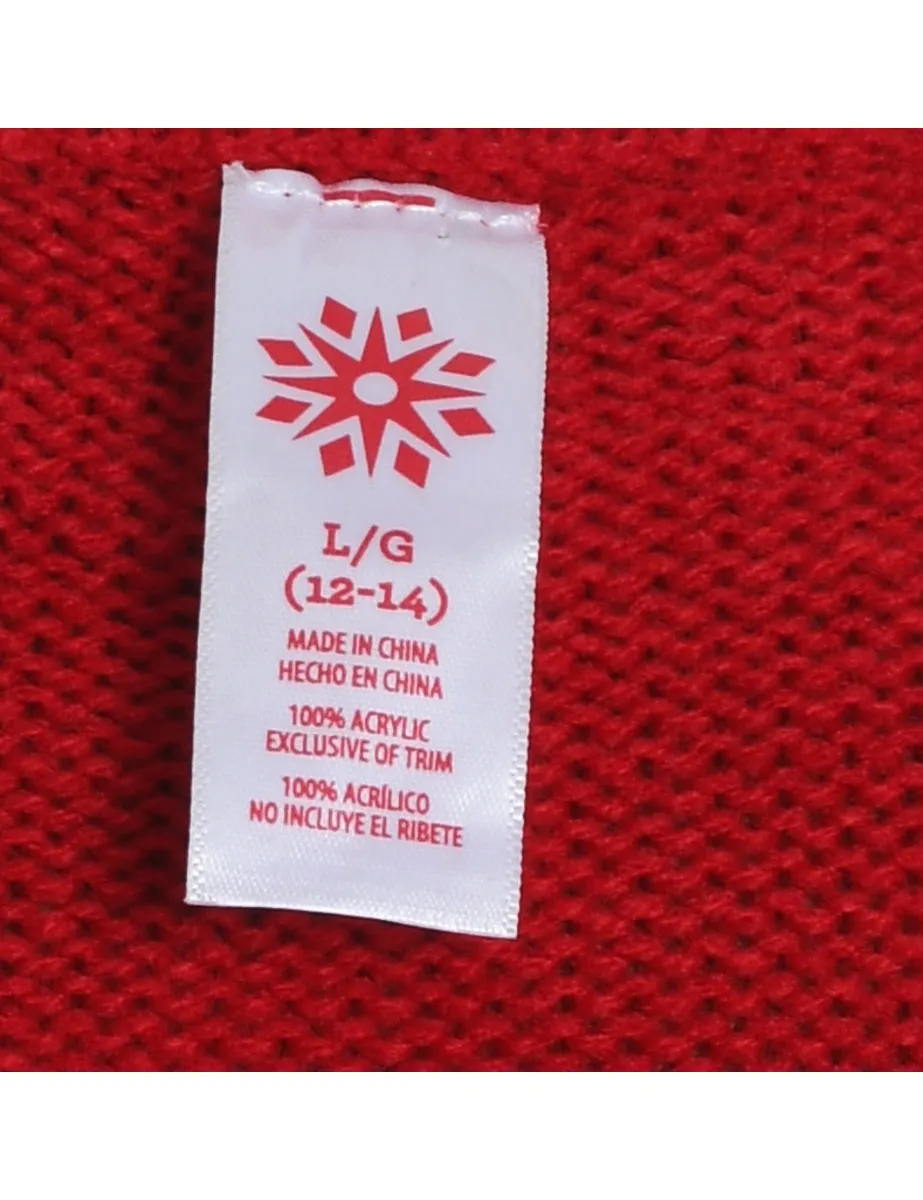 L/G
(12-14)
MADE IN CHINA
HECHO EN CHINA
100% ACRYLIC
EXCLUSIVE OF TRIM
100% ACRÍLICO
NO INCLUYE EL RIBETE